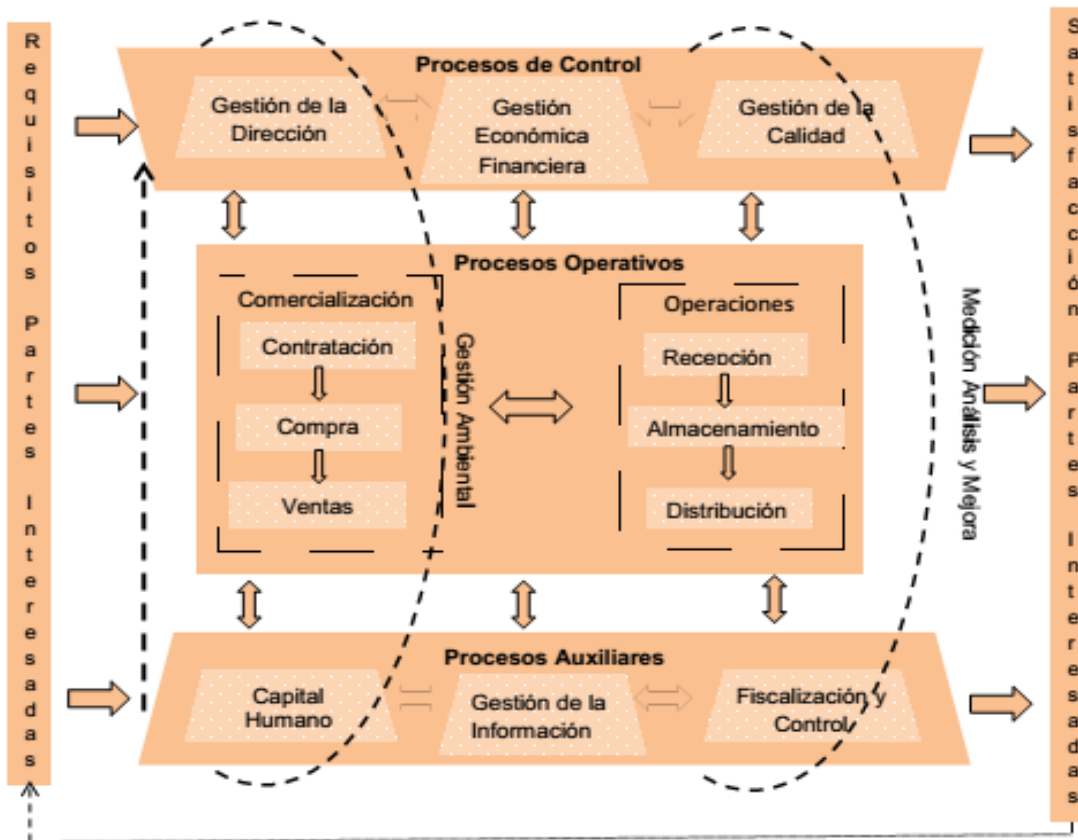 Requisitos Partes Interesadas
Procesos de Control
Gestión de la
Dirección
Gestión
Económica
Financiera
Gestión de la
Calidad
Procesos Operativos
Comercialización
Contratación
Compra
Ventas
Gestión Ambiental
Operaciones
Recepción
Almacenamiento
Distribución
Medición Análisis y Mejora
Procesos Auxiliares
Capital
Humano
Gestión de la
Información
Fiscalización y
Control
Satisfacción Partes Interesadas